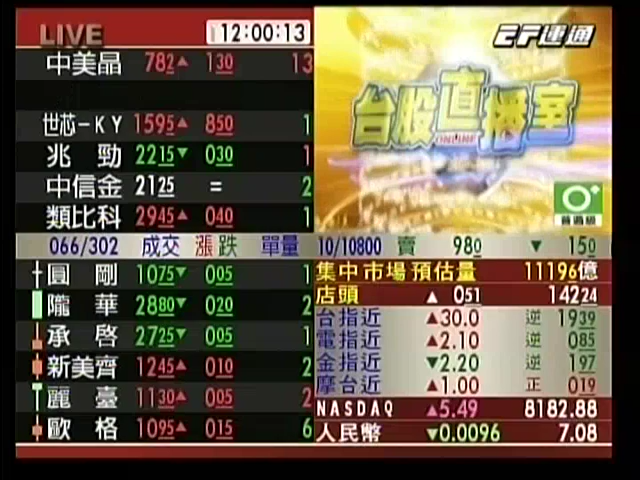 LIVE 12:00:13
中美晶 782▲ 130 13
世芯-KY 1595▲ 850 1
兆勁 2215▼ 030 1
中信金 2125 = 2
類比科 2945▲ 040 1
066/302 成交 漲跌 單量
圓剛 1075▼ 005 1
隴華 2880▼ 020 2
承啓 2725▼ 005 1
新美齊 1245▲ 010 2
麗臺 1130▲ 005 2
歐格 1095▲ 015 6
運通
台股直播室
ONLINE
普遍級
10/10800 賣 980 ▼ 150
集中市場預估量 11196億
店頭 ▲ 051 14224
台指近 ▲30.0 逆 1939
電指近 ▲2.10 逆 085
金指近 ▼2.20 逆 197
摩台近 ▲1.00 正 019
NASDAQ ▲5.49 8182.88
人民幣 ▼0.0096 7.08